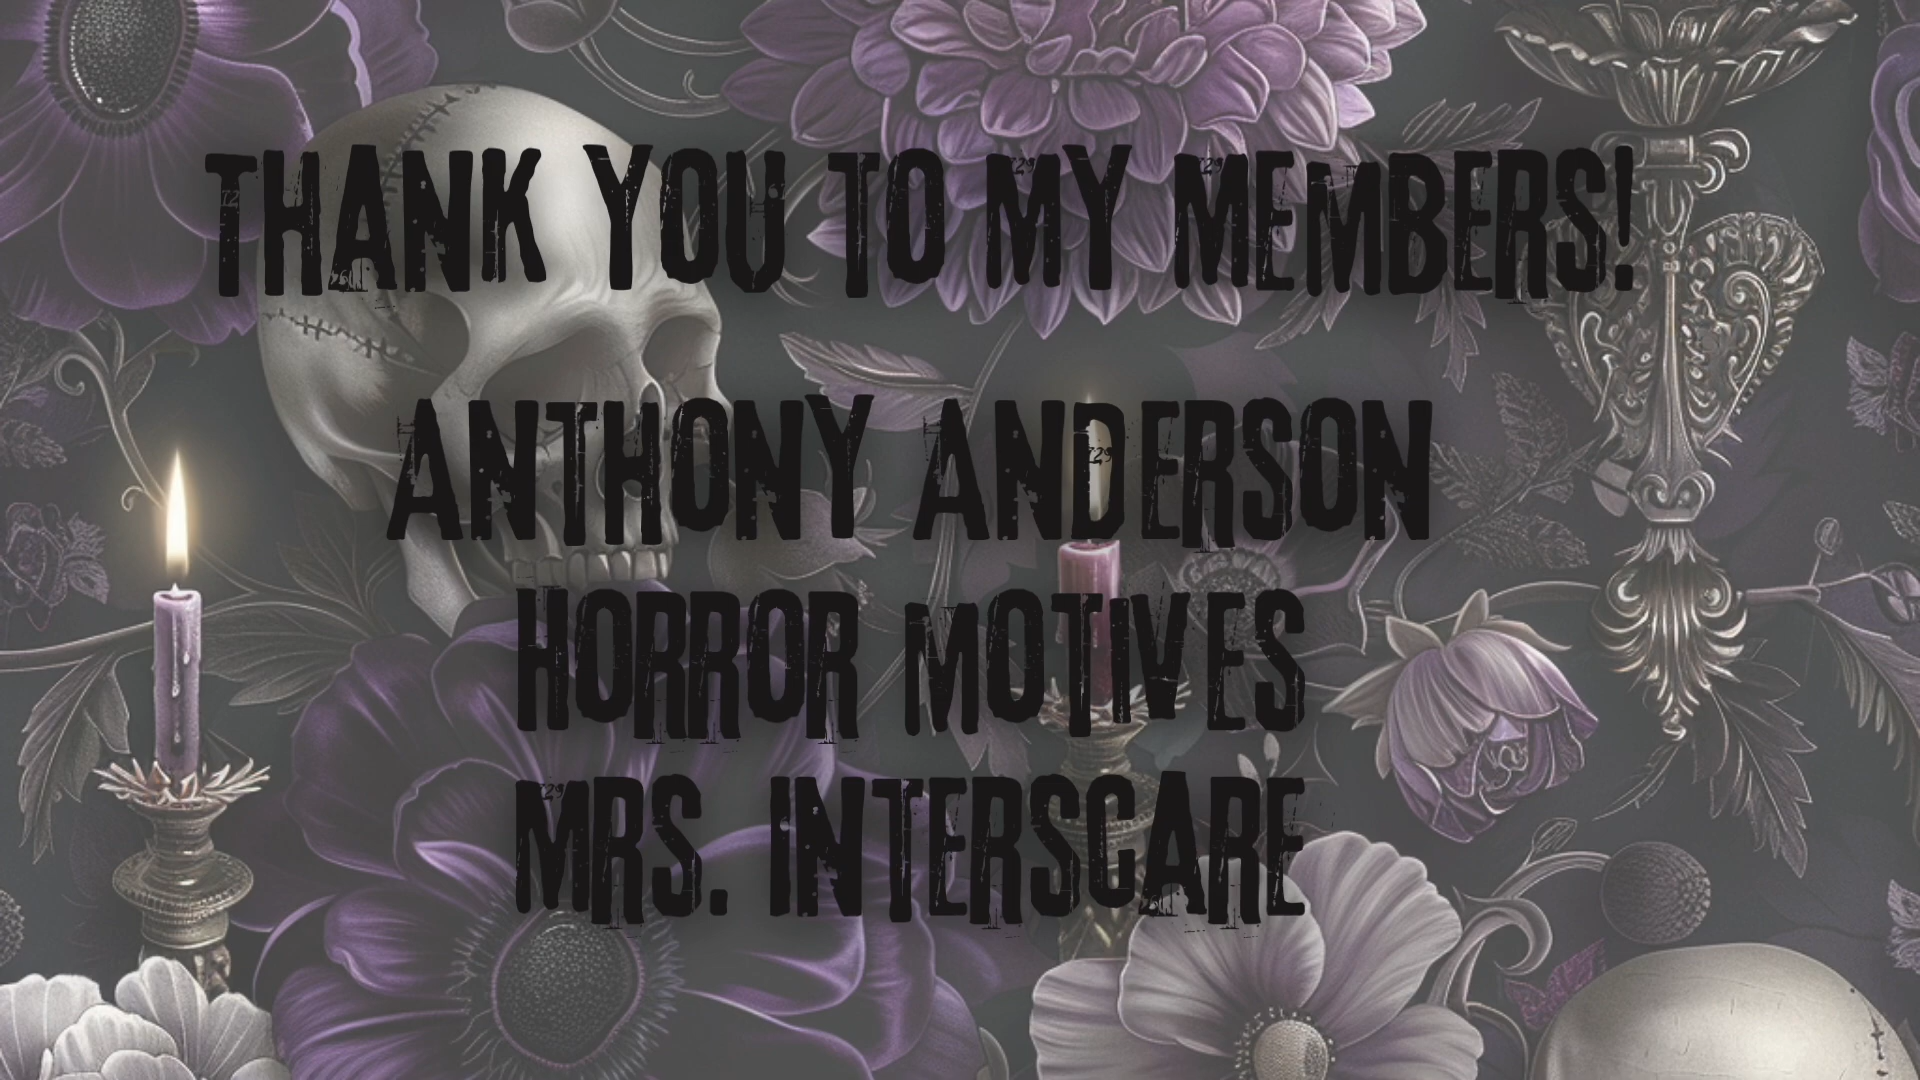 THANK YOU TO MY MEMBERS!
ANTHONY ANDERSON
HORROR MOTIVES
MRS. INTERSCARE